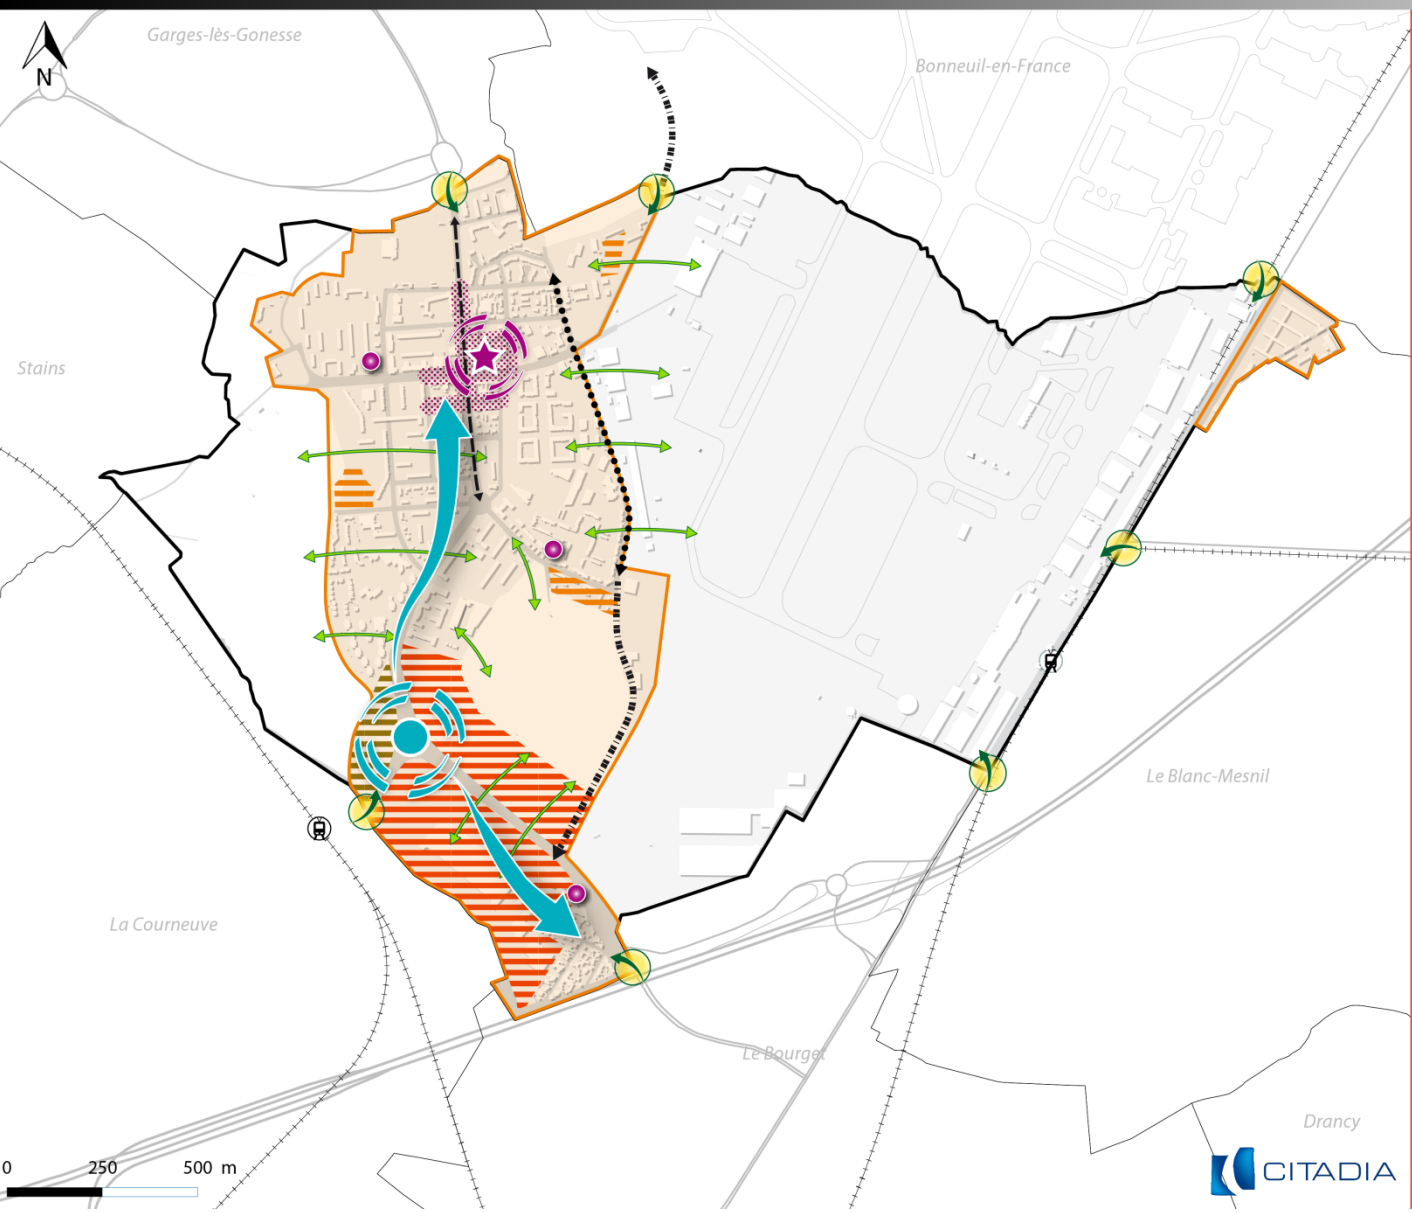 Garges-lès-Gonesse
Bonneuil-en-France
N
Stains
Le Blanc-Mesnil
La Courneuve
Le Bourget
Drancy
0 250 500 m
CITADIA